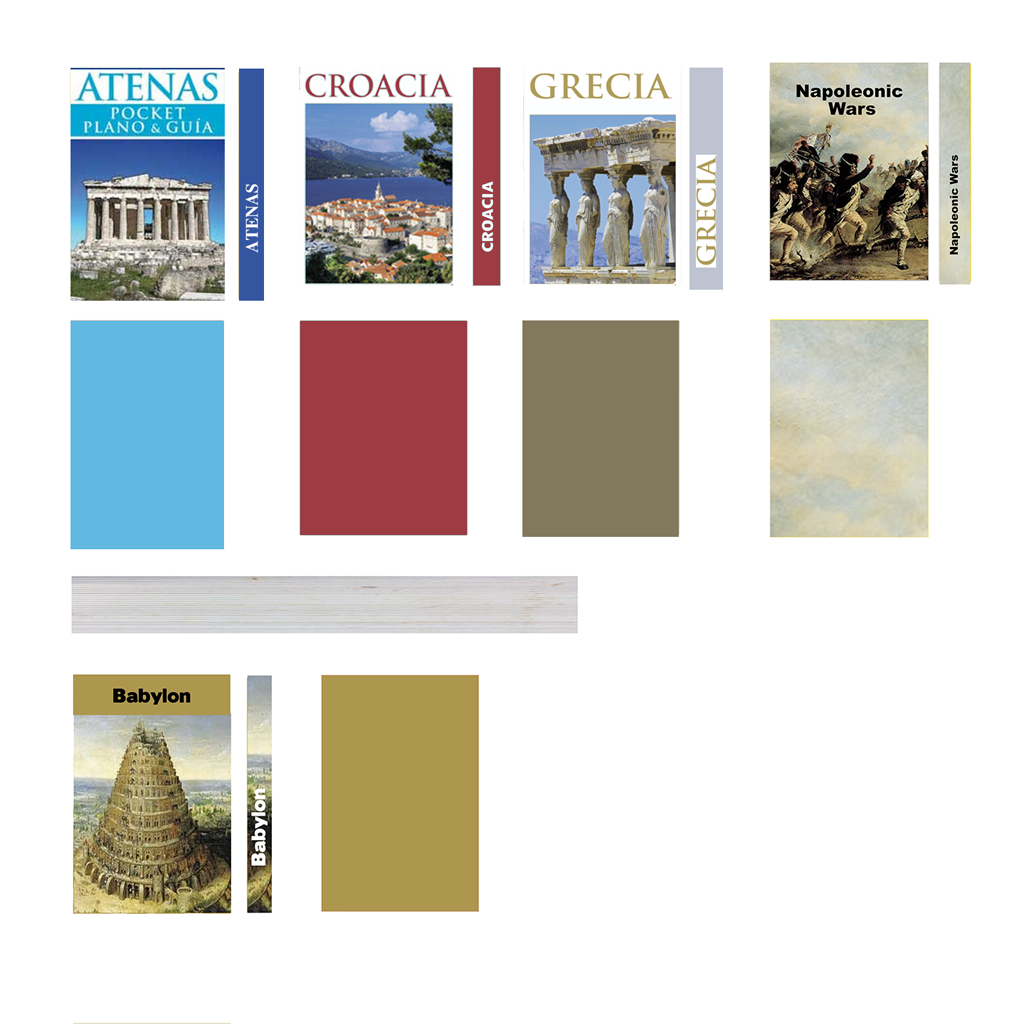 ATENAS
POCKET
PLANO & GUÍA
ATENAS
CROACIA
CROACIA
GRECIA
GRECIA
Napoleonic
Wars
Napoleonic Wars
Babylon
Babylon